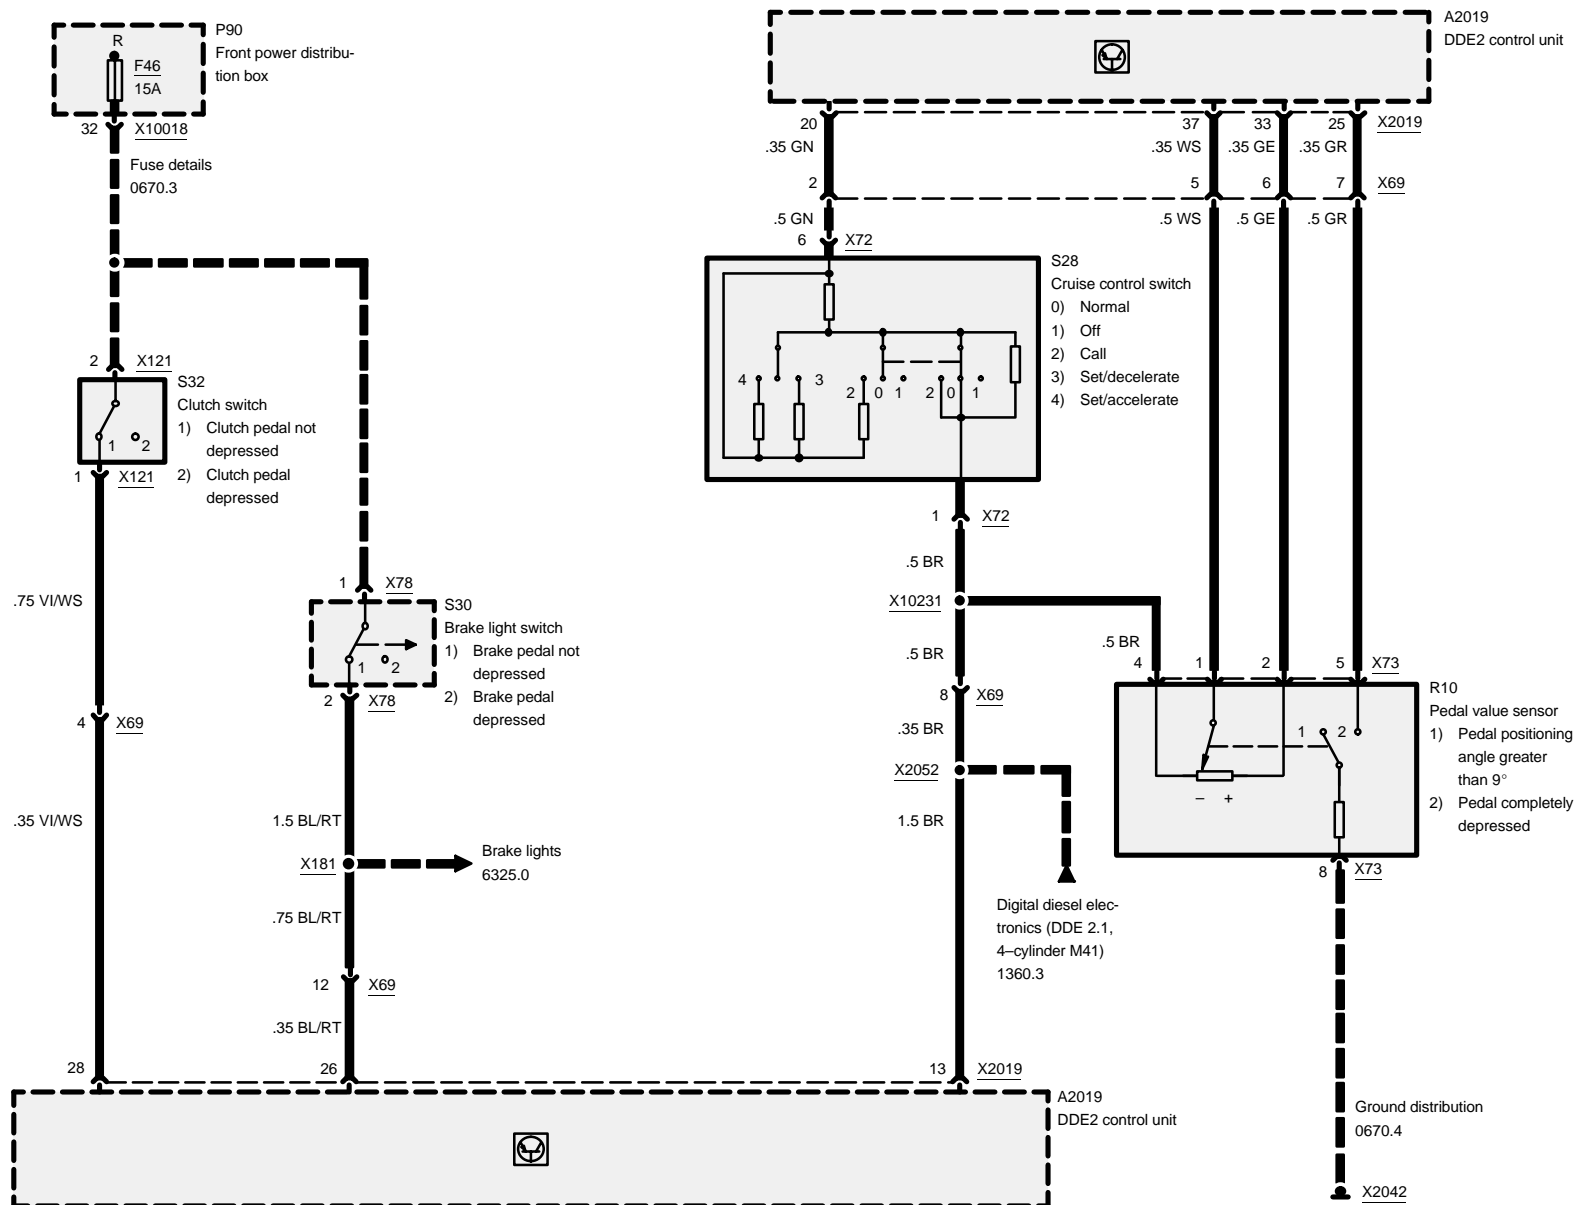 P90
Front power distribu-
tion box
R
F46
15A
32 X10018
Fuse details
0670.3
2 X121
S32
Clutch switch
1) Clutch pedal not
depressed
2) Clutch pedal
depressed
1 2
1 X121
.75 VI/WS
4 X69
.35 VI/WS
28
1 X78
S30
Brake light switch
1) Brake pedal not
depressed
2) Brake pedal
depressed
1 2
2 X78
1.5 BL/RT
X181
Brake lights
6325.0
.75 BL/RT
12 X69
.35 BL/RT
26
A2019
DDE2 control unit
20 37 33 25 X2019
.35 GN .35 WS .35 GE .35 GR
2 5 6 7 X69
.5 GN .5 WS .5 GE .5 GR
6 X72
S28
Cruise control switch
0) Normal
1) Off
2) Call
3) Set/decelerate
4) Set/accelerate
4 3 2 0 1 2 0 1
1 X72
.5 BR
X10231
.5 BR
.5 BR
8 X69
.35 BR
X2052
1.5 BR
Digital diesel elec-
tronics (DDE 2.1,
4–cylinder M41)
1360.3
13 X2019
A2019
DDE2 control unit
4 1 2 5 X73
R10
Pedal value sensor
1) Pedal positioning
angle greater
than 9°
2) Pedal completely
depressed
1 2
– +
8 X73
Ground distribution
0670.4
X2042